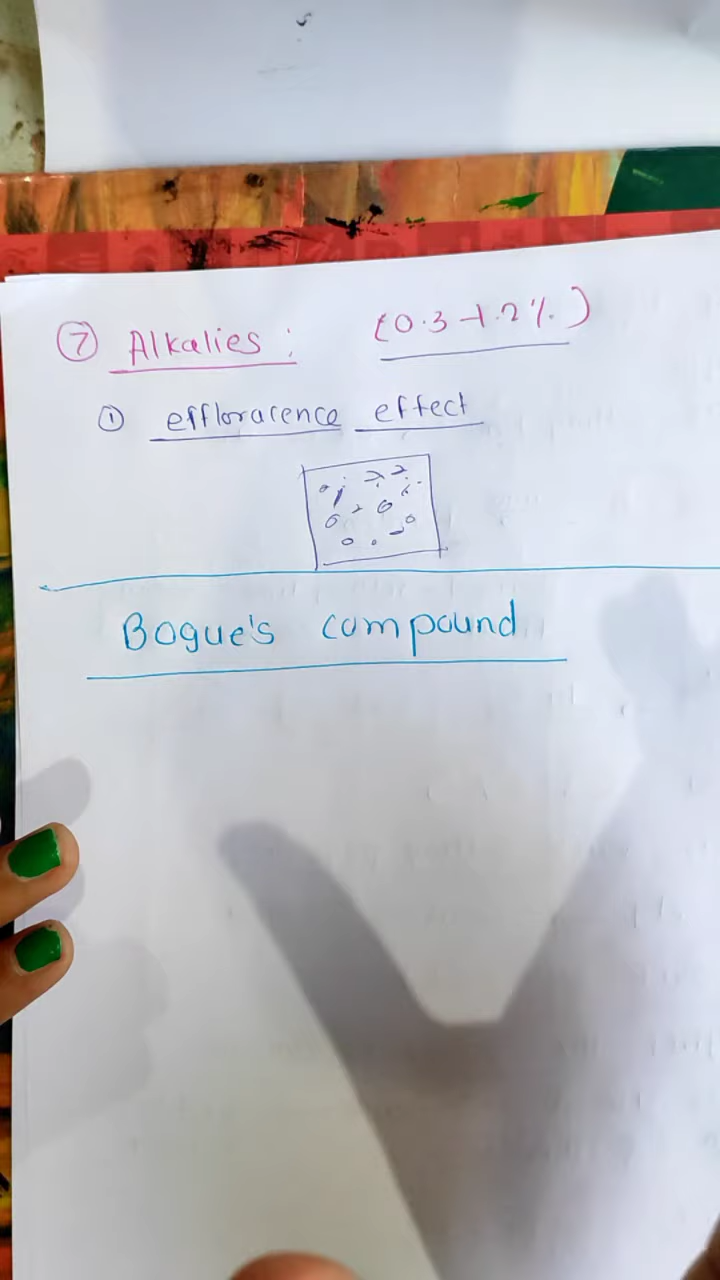 ⑦ Alkalies : (0.3-1.2%)
① efflorarence effect
Bogue's compound